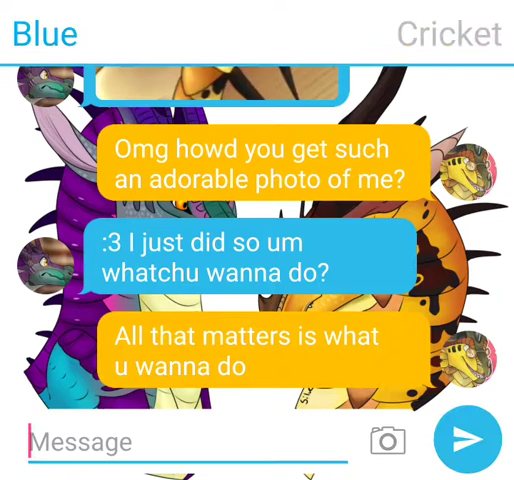 Blue
Cricket
Omg howd you get such
an adorable photo of me?
:3 I just did so um
whatchu wanna do?
All that matters is what
u wanna do
Message